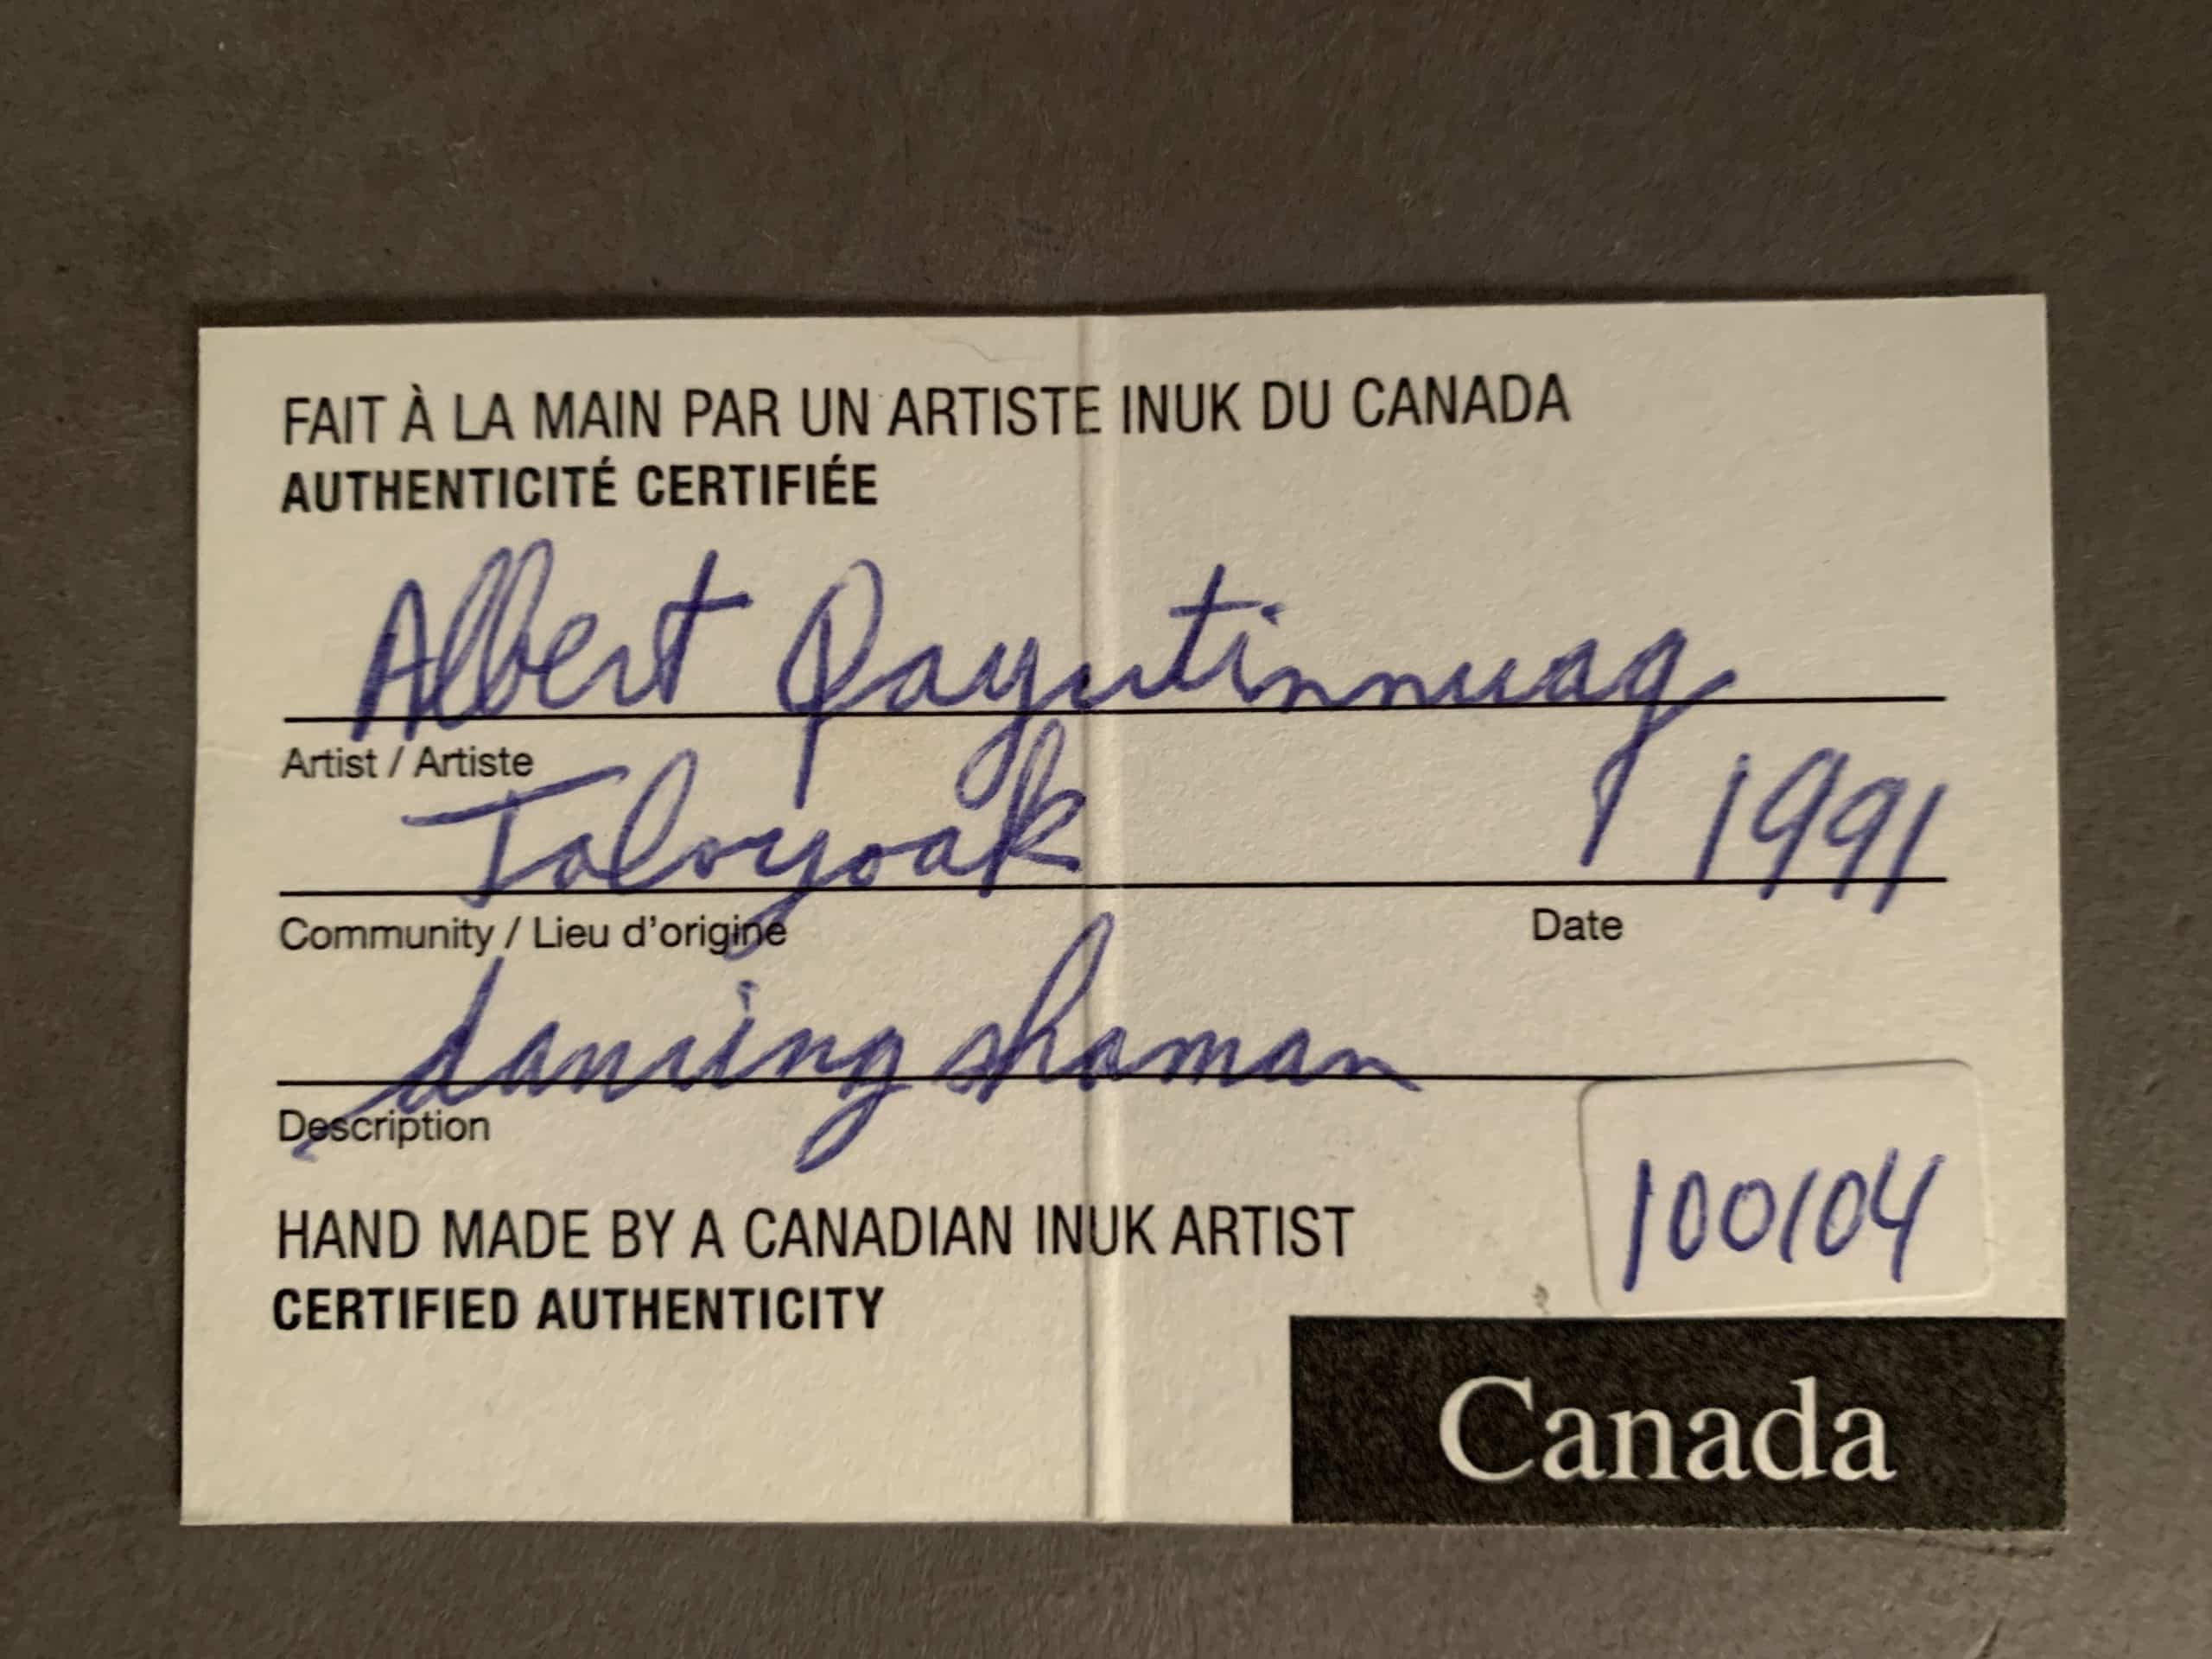 FAIT À LA MAIN PAR UN ARTISTE INUK DU CANADA
AUTHENTICITÉ CERTIFIÉE
Albert Qayutinnuaq
Artist / Artiste
Taloyoak 1991
Community / Lieu d'origine Date
dancing shaman
Description
100104
HAND MADE BY A CANADIAN INUK ARTIST
CERTIFIED AUTHENTICITY
Canada